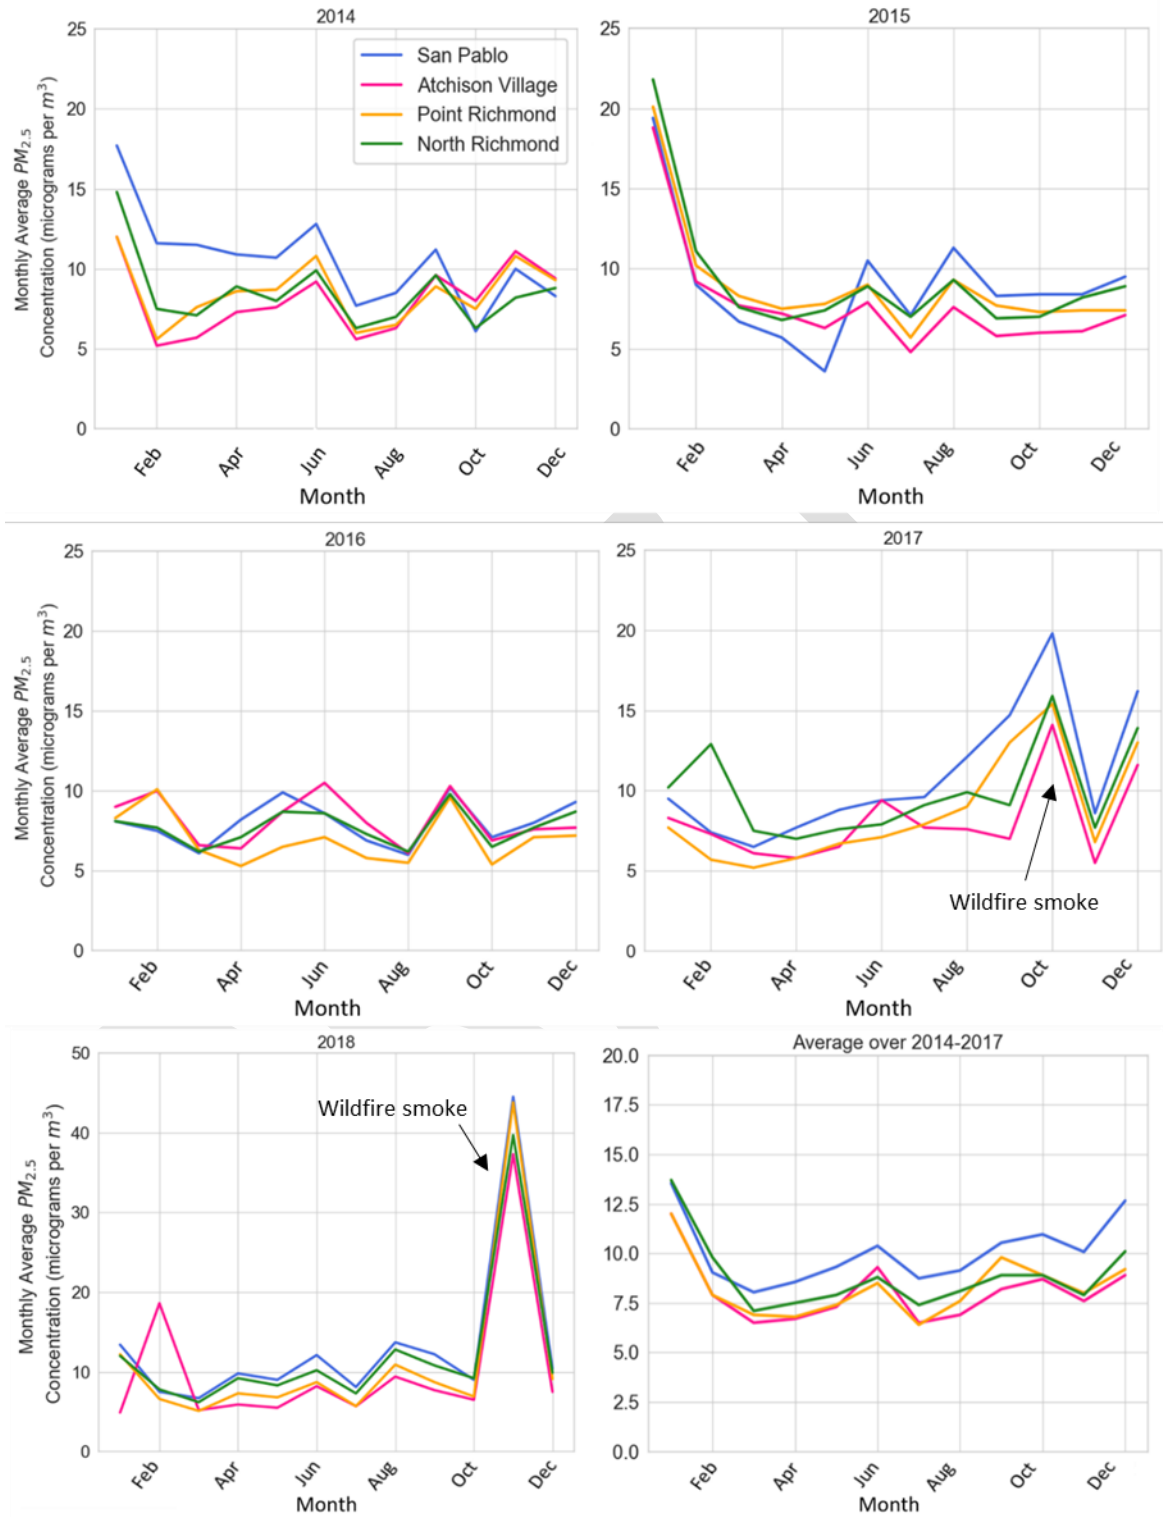 2014
2015
25
20
15
10
5
0
Monthly Average PM2.5
Concentration (micrograms per m3)
San Pablo
Atchison Village
Point Richmond
North Richmond
Feb
Apr
Jun
Aug
Oct
Dec
Month
25
20
15
10
5
0
Feb
Apr
Jun
Aug
Oct
Dec
Month
2016
2017
25
20
15
10
5
0
Monthly Average PM2.5
Concentration (micrograms per m3)
Feb
Apr
Jun
Aug
Oct
Dec
Month
25
20
15
10
5
0
Wildfire smoke
Feb
Apr
Jun
Aug
Oct
Dec
Month
2018
Average over 2014-2017
50
40
30
20
10
0
Monthly Average PM2.5
Concentration (micrograms per m3)
Wildfire smoke
Feb
Apr
Jun
Aug
Oct
Dec
Month
20.0
17.5
15.0
12.5
10.0
7.5
5.0
2.5
0.0
Feb
Apr
Jun
Aug
Oct
Dec
Month